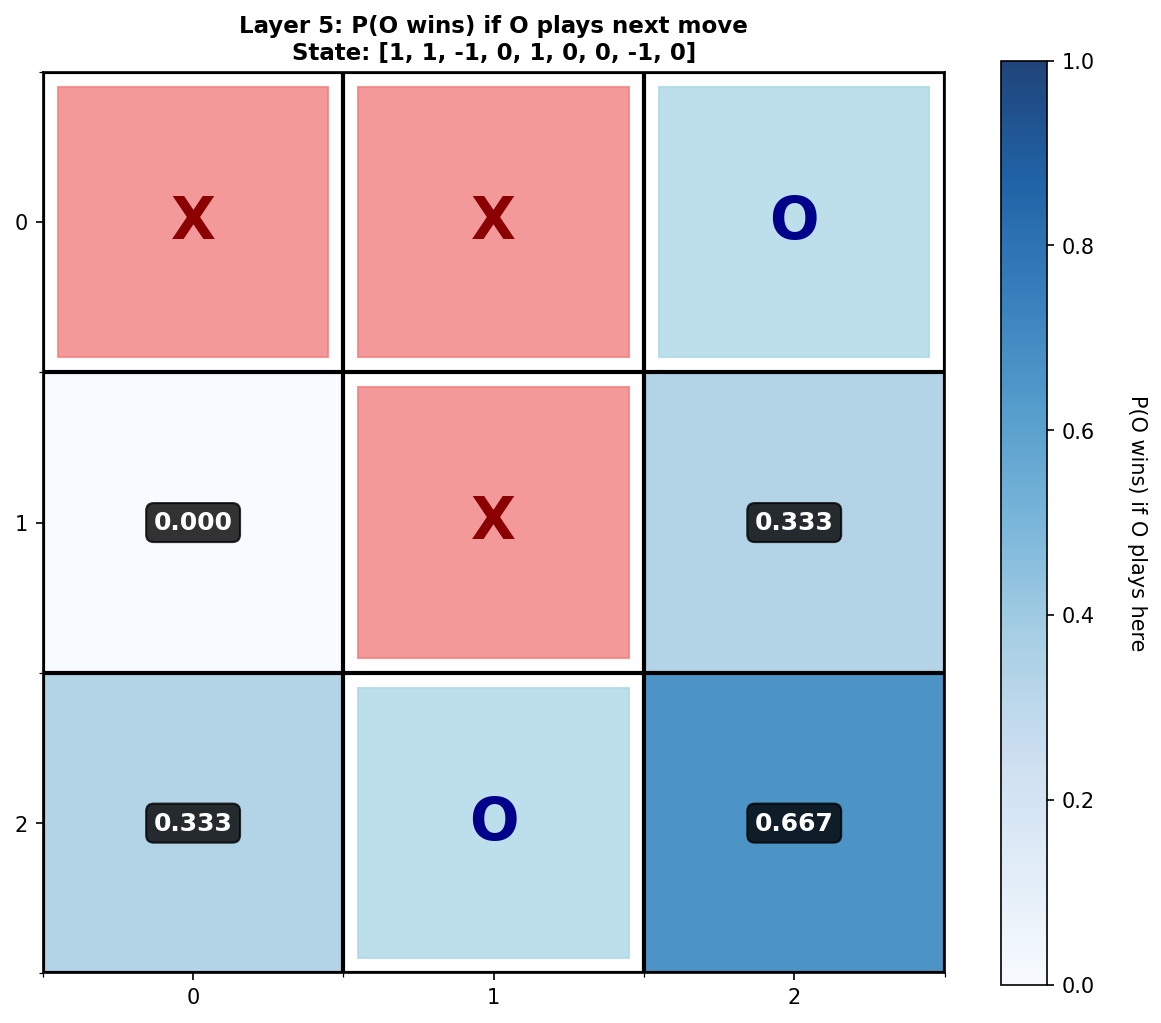 Layer 5: P(O wins) if O plays next move
State: [1, 1, -1, 0, 1, 0, 0, -1, 0]
0
X
X
O
1
0.000
X
0.333
2
0.333
O
0.667
0
1
2
1.0
0.8
0.6
0.4
0.2
0.0
P(O wins) if O plays here